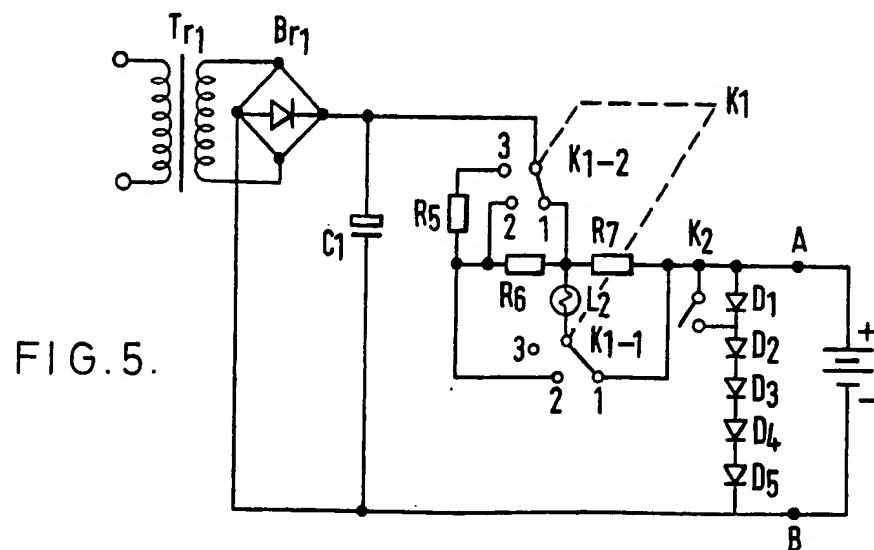 Tr1
Br1
K1
3
K1-2
R5
2
1
R7
K2
A
C1
R6
L2
D1
K1-1
3
D2
+
FIG.5.
2
1
D3
-
D4
D5
B